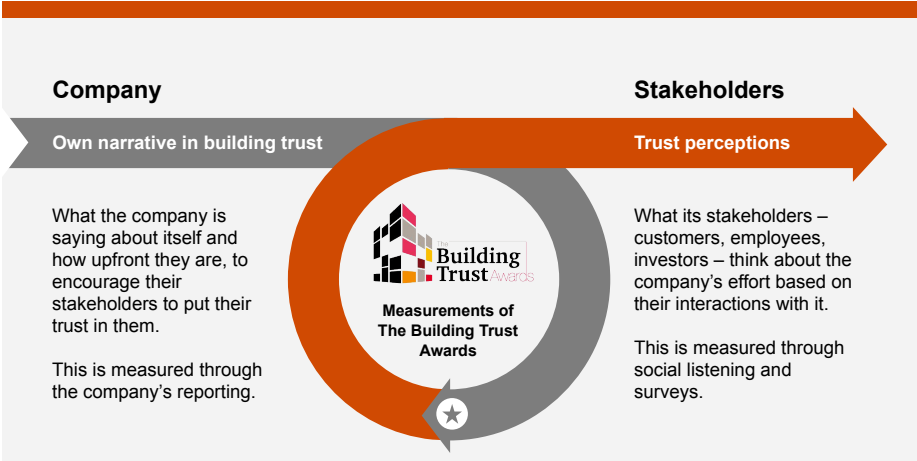 Company
Own narrative in building trust
What the company is
saying about itself and
how upfront they are, to
encourage their
stakeholders to put their
trust in them.
This is measured through
the company’s reporting.
The
Building
Trust Awards
Measurements of
The Building Trust
Awards
Stakeholders
Trust perceptions
What its stakeholders –
customers, employees,
investors – think about the
company’s effort based on
their interactions with it.
This is measured through
social listening and
surveys.